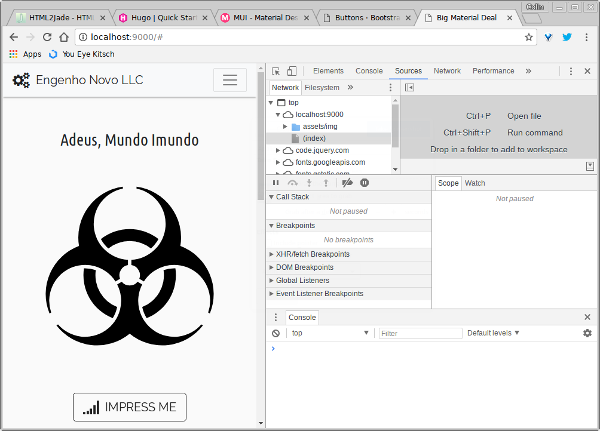 Colin
HTML2Jade - HTML
Hugo | Quick Start
MUI - Material Des
Buttons · Bootstra
Big Material Deal
localhost:9000/#
Apps
You Eye Kitsch
Engenho Novo LLC
Adeus, Mundo Imundo
IMPRESS ME
Elements Console Sources Network Performance »
Network Filesystem »
top
localhost:9000
assets/img
(index)
code.jquery.com
fonts.googleapis.com
fonts.gstatic.com
Ctrl+P Open file
Ctrl+Shift+P Run command
Drop in a folder to add to workspace
Call Stack
Not paused
Breakpoints
No breakpoints
XHR/fetch Breakpoints
DOM Breakpoints
Global Listeners
Event Listener Breakpoints
Scope Watch
Not paused
Console
top
Filter
Default levels